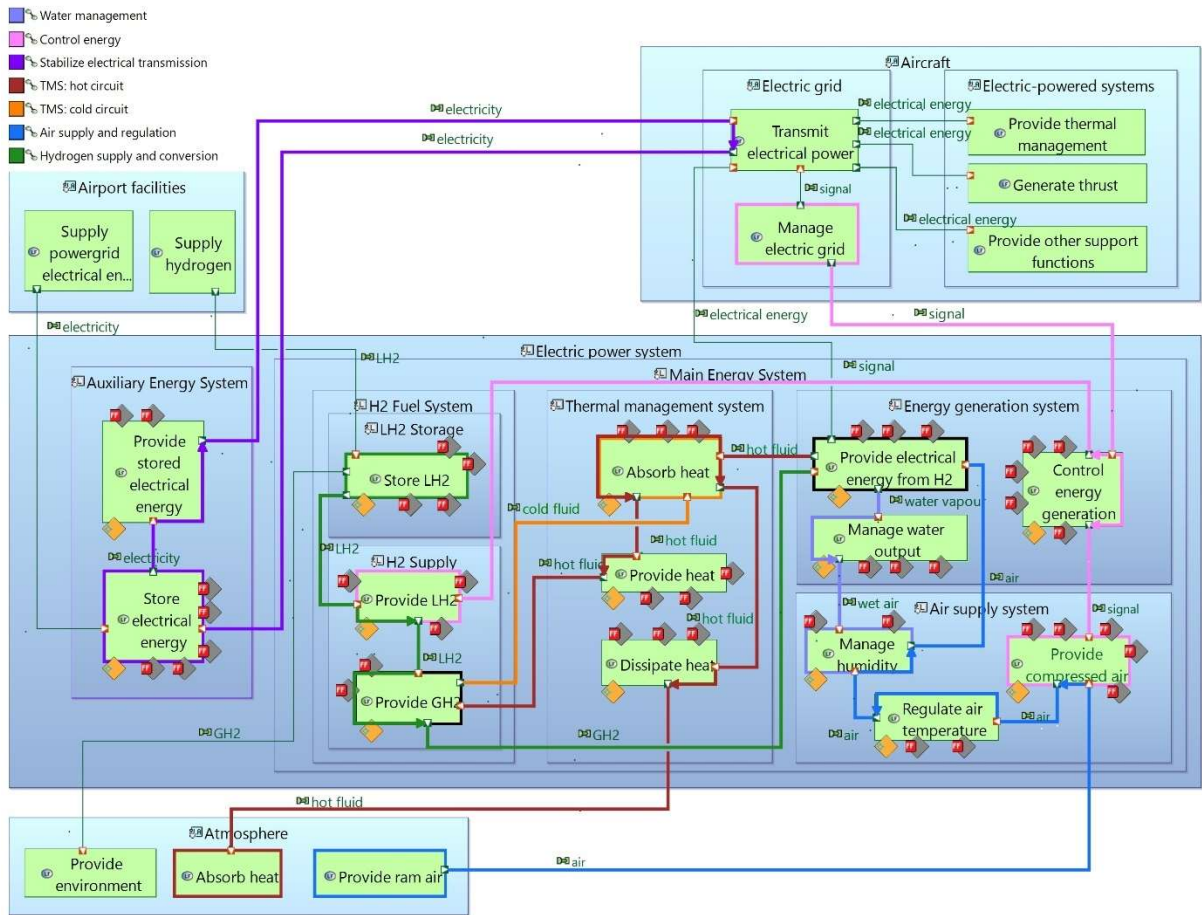 Water management
Control energy
Stabilize electrical transmission
TMS: hot circuit
TMS: cold circuit
Air supply and regulation
Hydrogen supply and conversion
Aircraft
Electric grid
Electric-powered systems
electricity
electricity
Transmit
electrical power
electrical energy
electrical energy
electrical energy
Provide thermal
management
Generate thrust
Provide other support
functions
signal
Manage
electric grid
Airport facilities
Supply
powergrid
electrical en...
Supply
hydrogen
electricity
LH2
electrical energy
signal
signal
Electric power system
Main Energy System
Auxiliary Energy System
Provide
stored
electrical
energy
electricity
Store
electrical
energy
H2 Fuel System
LH2 Storage
Store LH2
LH2
H2 Supply
Provide LH2
LH2
Provide GH2
GH2
GH2
cold fluid
Thermal management system
Absorb heat
hot fluid
hot fluid
hot fluid
Provide heat
hot fluid
Dissipate heat
Energy generation system
Provide electrical
energy from H2
water vapour
Manage water
output
Control
energy
generation
air
wet air
signal
Air supply system
Manage
humidity
Provide
compressed air
Regulate air
temperature
air
air
hot fluid
Atmosphere
Provide
environment
Absorb heat
Provide ram air
air